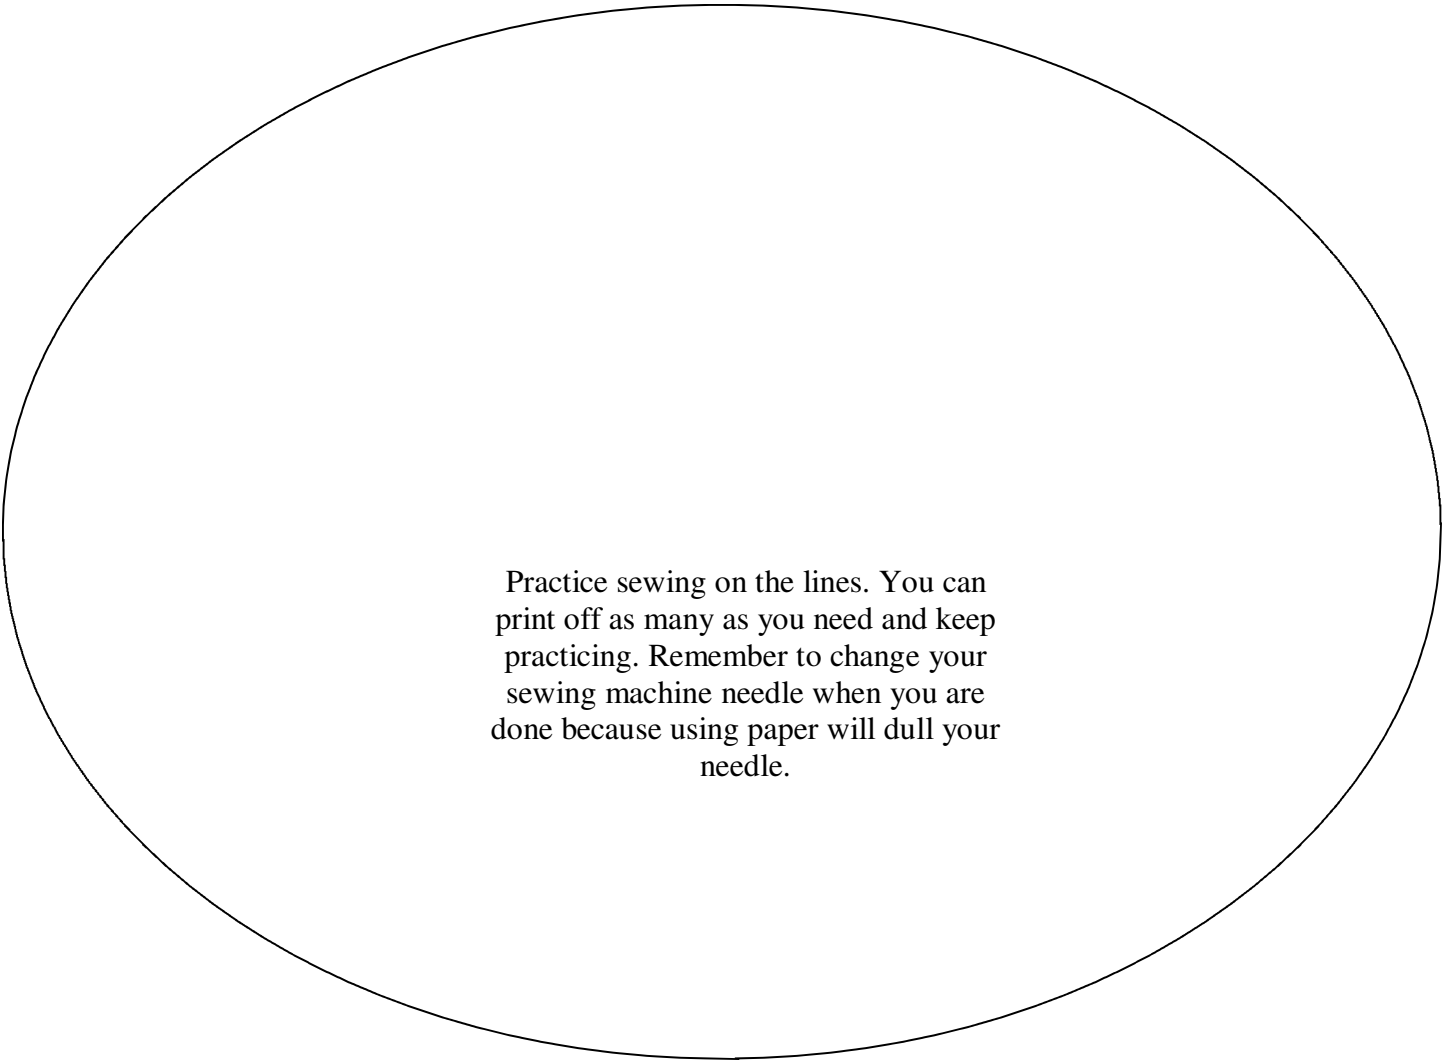 Practice sewing on the lines. You can
print off as many as you need and keep
practicing. Remember to change your
sewing machine needle when you are
done because using paper will dull your
needle.